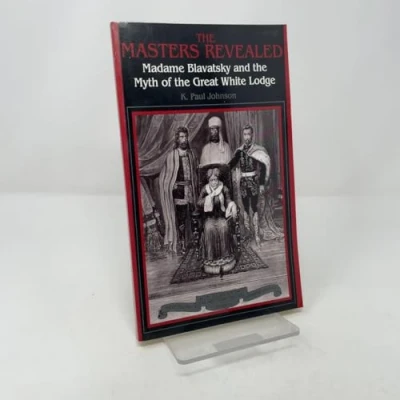 THE
MASTERS REVEALED
Madame Blavatsky and the
Myth of the Great White Lodge
K. Paul Johnson